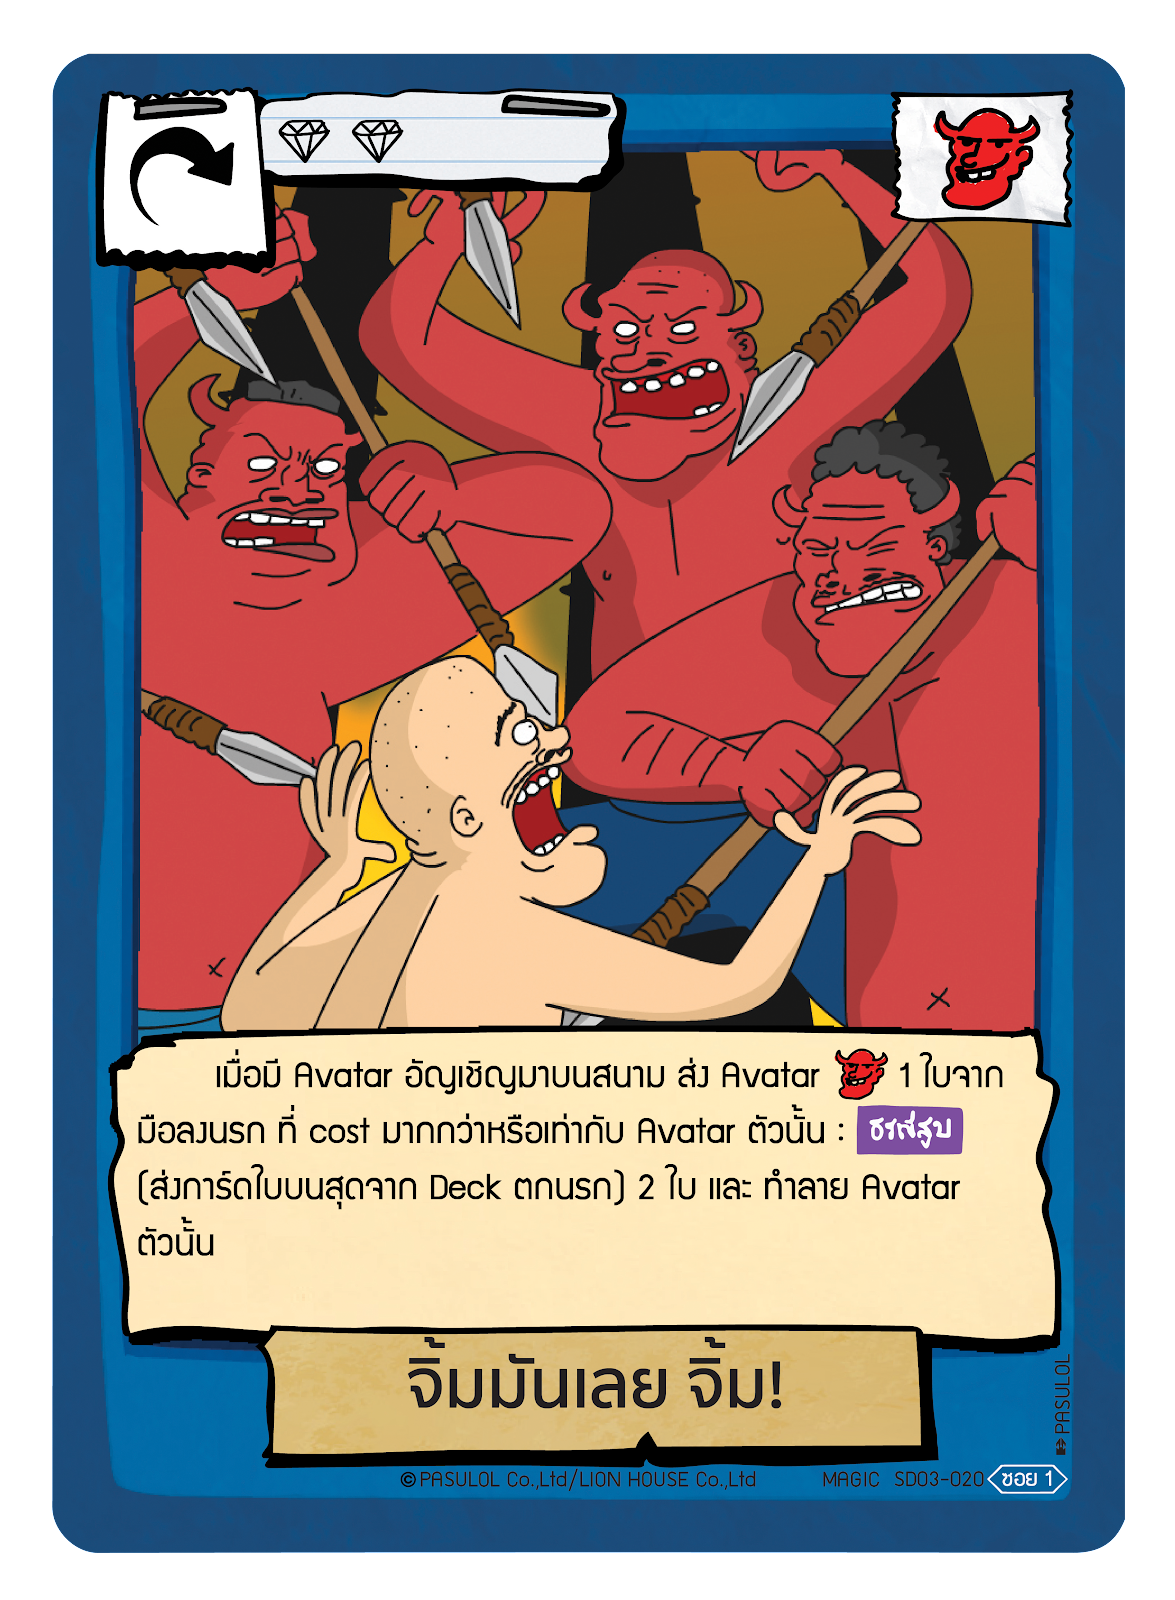 เมื่อมี Avatar อัญเชิญมาบนสนาม ส่ง Avatar 1 ใบจาก
มือลงนรก ที่ cost มากกว่าหรือเท่ากับ Avatar ตัวนั้น : ธรณีสูบ
(ส่งการ์ดใบบนสุดจาก Deck ตกนรก) 2 ใบ และ ทำลาย Avatar
ตัวนั้น
จิ้มมันเลย จิ้ม!
PASULOL
©PASULOL Co.,Ltd/LION HOUSE Co.,Ltd MAGIC SD03-020 ซอย 1